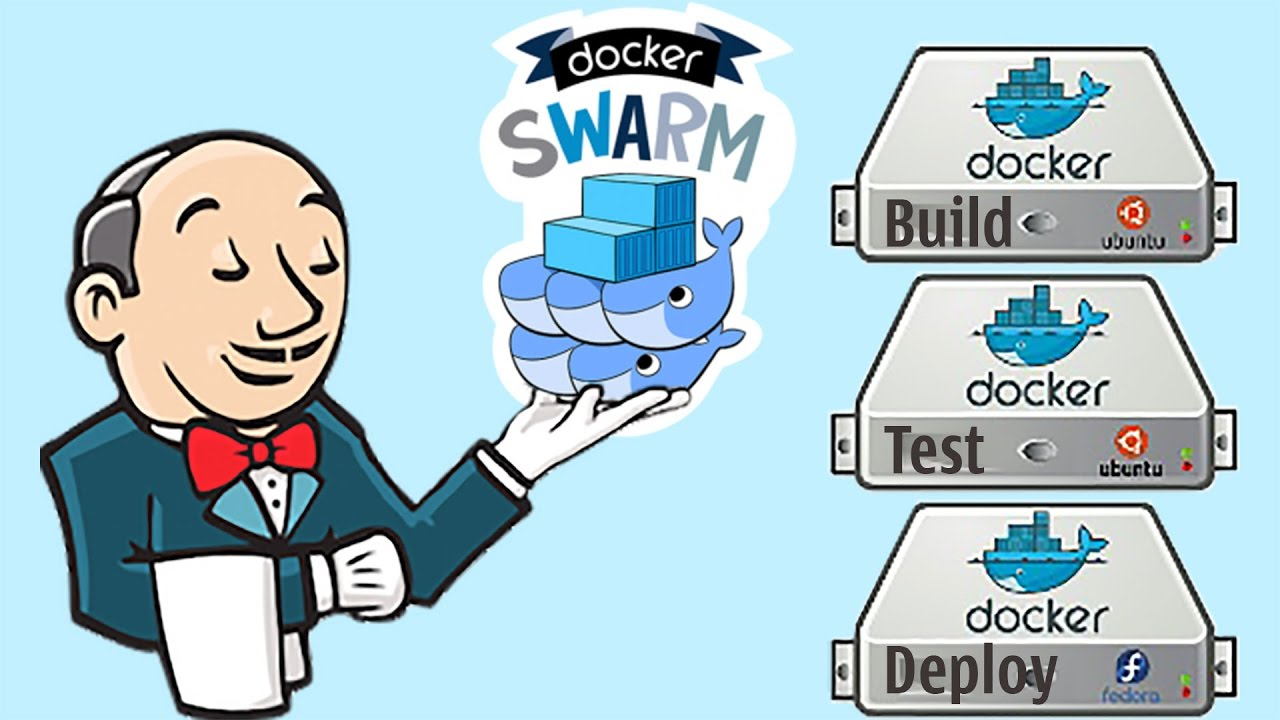 docker
SWARM
docker
Build
ubuntu
docker
Test
ubuntu
docker
Deploy
fedora